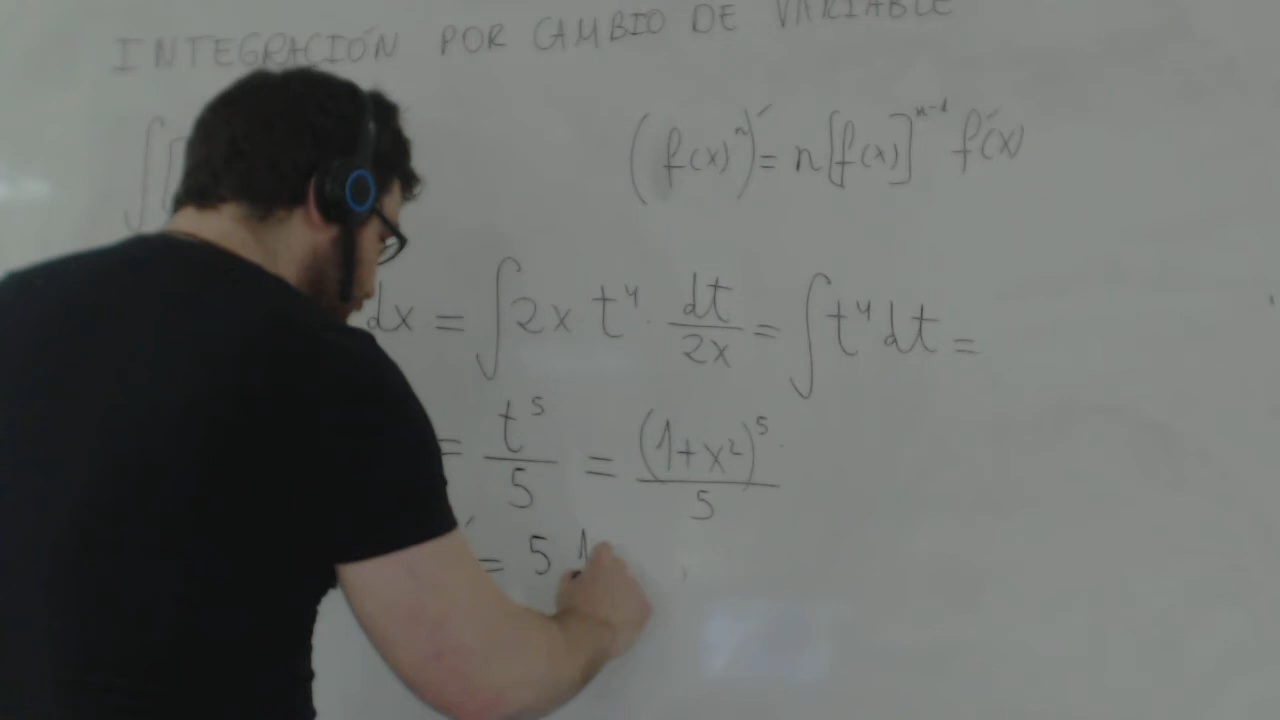 INTEGRACIÓN POR CAMBIO DE VARIABLE
∫[ (f(x)ⁿ)′ = n[f(x)]ⁿ⁻¹ f′(x)
dx = ∫ 2x t⁴ · dt/2x = ∫ t⁴ dt =
= t⁵/5 = (1+x²)⁵/5
′ = 5 1